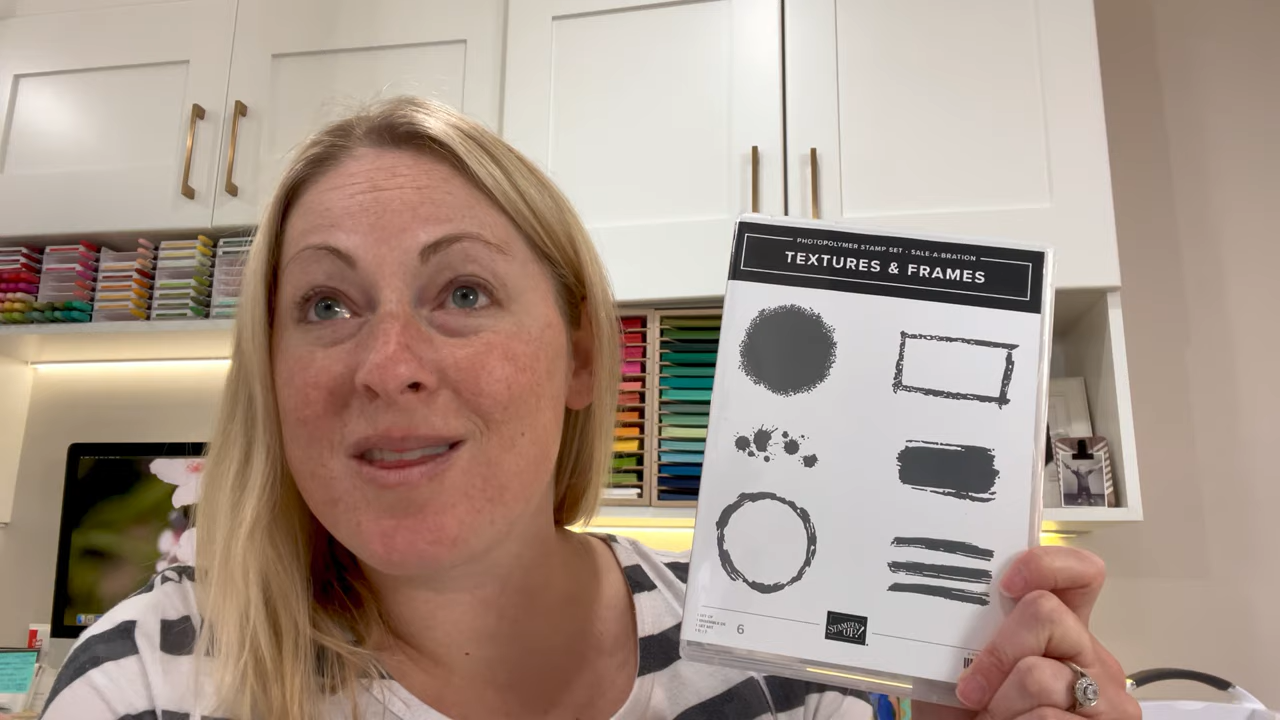 PHOTOPOLYMER STAMP SET • SALE-A-BRATION
TEXTURES & FRAMES
6
STAMPIN' UP!